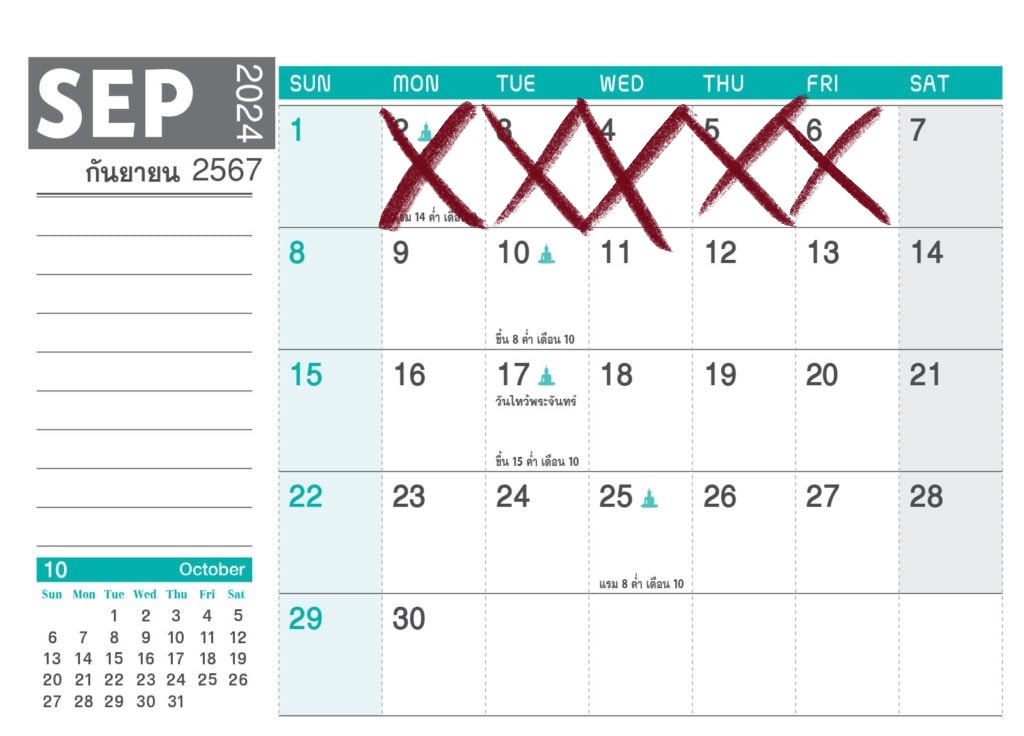 SEP 2024
กันยายน 2567
SUN MON TUE WED THU FRI SAT
1 2 3 4 5 6 7
14 ค่ำ
8 9 10 11 12 13 14
ขึ้น 8 ค่ำ เดือน 10
15 16 17 18 19 20 21
วันไหว้พระจันทร์
ขึ้น 15 ค่ำ เดือน 10
22 23 24 25 26 27 28
แรม 8 ค่ำ เดือน 10
29 30
10 October
Sun Mon Tue Wed Thu Fri Sat
1 2 3 4 5
6 7 8 9 10 11 12
13 14 15 16 17 18 19
20 21 22 23 24 25 26
27 28 29 30 31